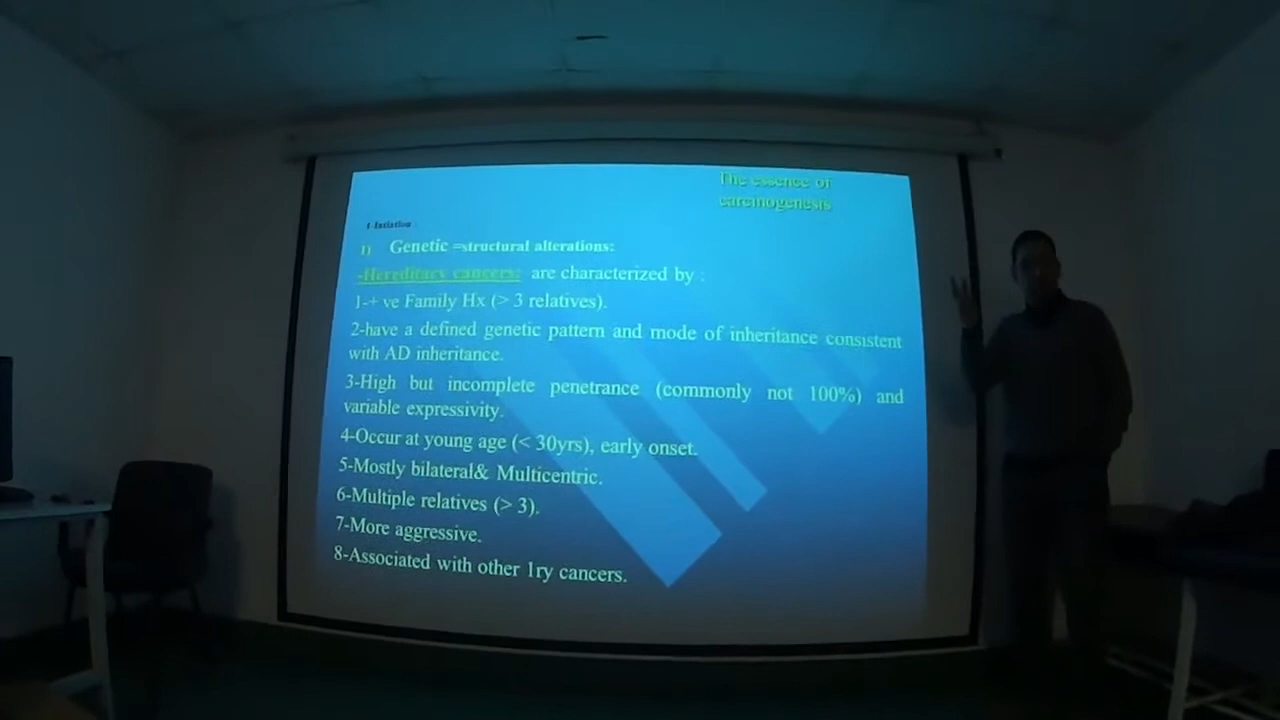 The essence of
carcinogenesis
1-Intiation :
1) Genetic =structural alterations:
-Hereditary cancers: are characterized by :
1-+ ve Family Hx (> 3 relatives).
2-have a defined genetic pattern and mode of inheritance consistent
with AD inheritance.
3-High but incomplete penetrance (commonly not 100%) and
variable expressivity.
4-Occur at young age (< 30yrs), early onset.
5-Mostly bilateral& Multicentric.
6-Multiple relatives (> 3).
7-More aggressive.
8-Associated with other 1ry cancers.